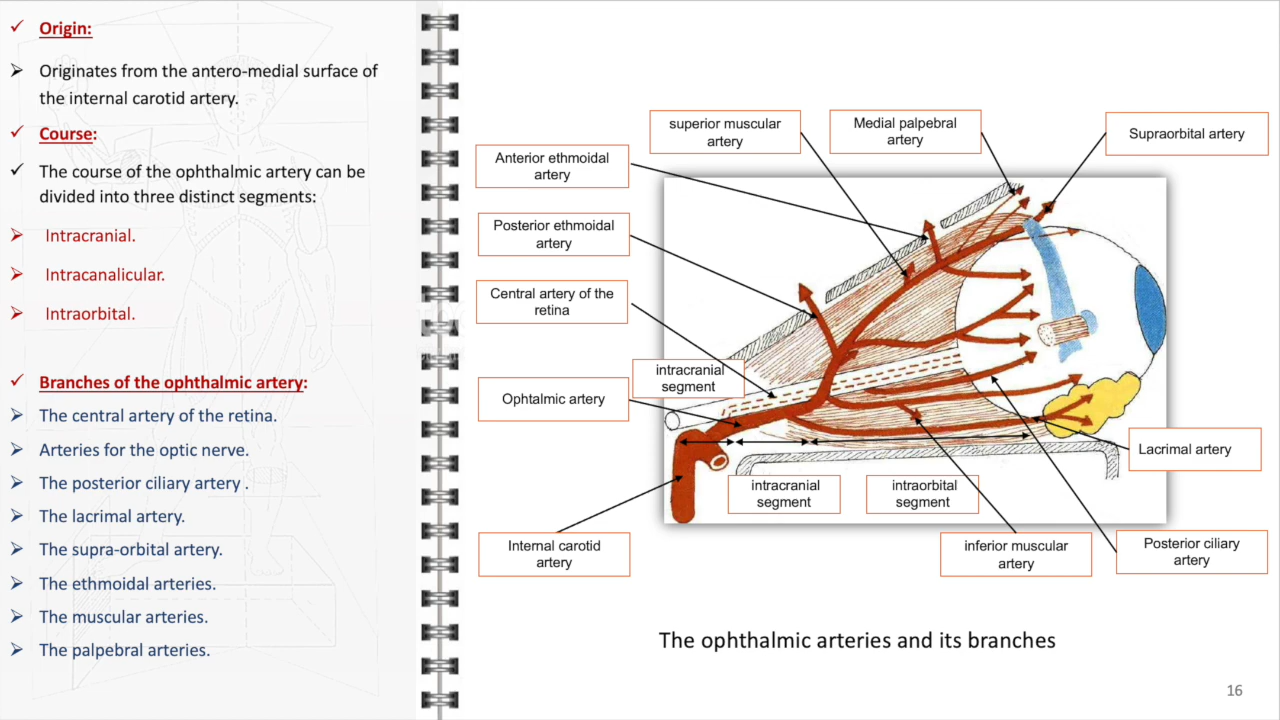 Origin:
Originates from the antero-medial surface of
the internal carotid artery.
Course:
The course of the ophthalmic artery can be
divided into three distinct segments:
Intracranial.
Intracanalicular.
Intraorbital.
Branches of the ophthalmic artery:
The central artery of the retina.
Arteries for the optic nerve.
The posterior ciliary artery .
The lacrimal artery.
The supra-orbital artery.
The ethmoidal arteries.
The muscular arteries.
The palpebral arteries.
superior muscular
artery
Medial palpebral
artery
Supraorbital artery
Anterior ethmoidal
artery
Posterior ethmoidal
artery
Central artery of the
retina
intracranial
segment
Ophtalmic artery
Lacrimal artery
intracranial
segment
intraorbital
segment
Internal carotid
artery
inferior muscular
artery
Posterior ciliary
artery
The ophthalmic arteries and its branches
16